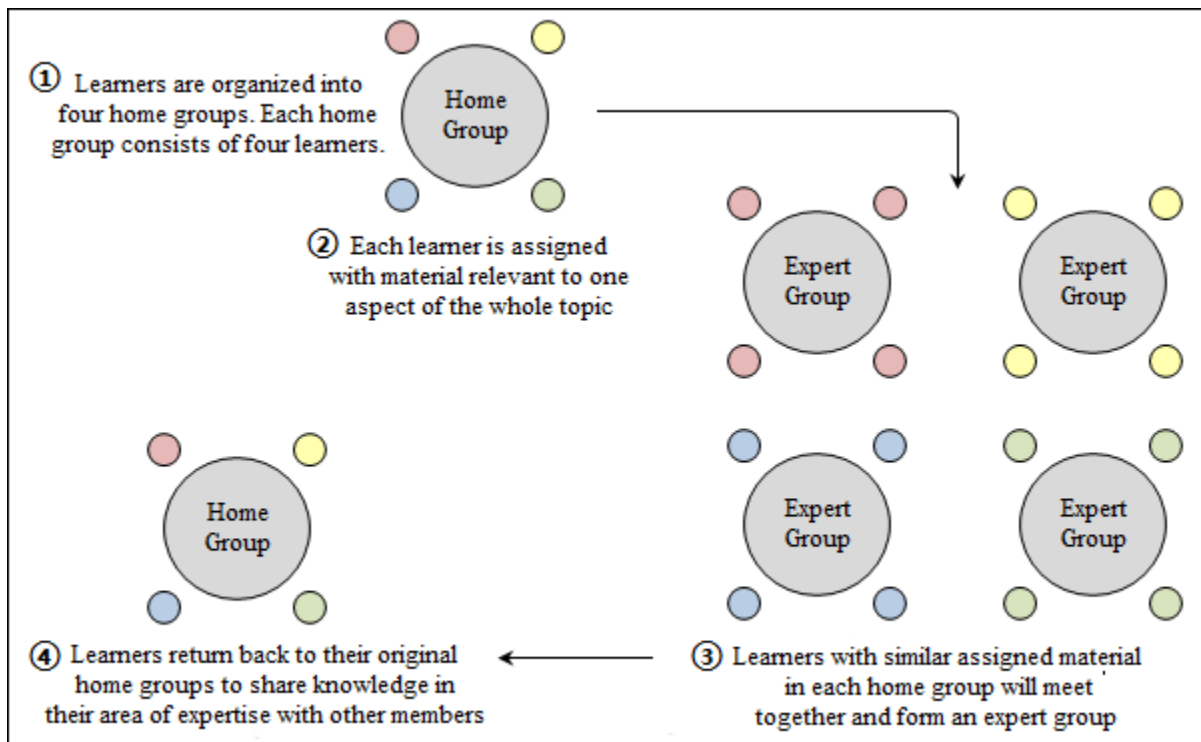 ① Learners are organized into
four home groups. Each home
group consists of four learners.
Home
Group
② Each learner is assigned
with material relevant to one
aspect of the whole topic
Expert
Group
Expert
Group
Expert
Group
Expert
Group
③ Learners with similar assigned material
in each home group will meet
together and form an expert group
Home
Group
④ Learners return back to their original
home groups to share knowledge in
their area of expertise with other members